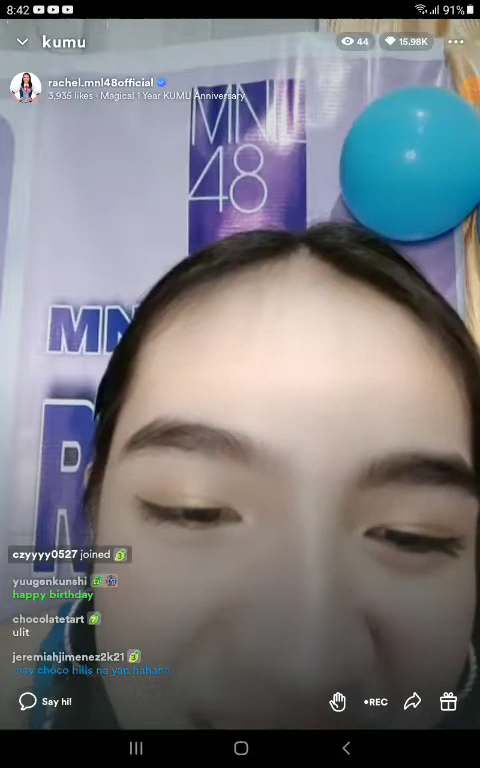 8:42
91%
kumu
44
15.98K
rachel.mnl48official
3,935 likes · Magical 1 Year KUMU Anniversary
MNL
48
MN
R
czyyyy0527 joined
yuugenkunshi
happy birthday
chocolatetart
ulit
jeremiahjimenez2k21
may choco hills na yan hahaha
Say hi!
•REC